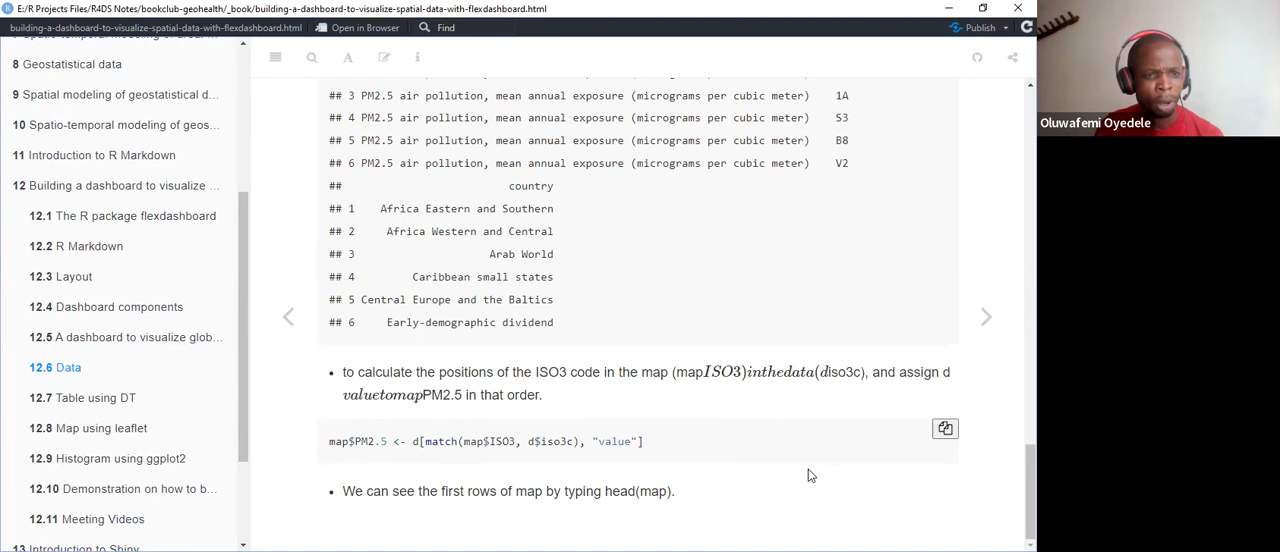 E:/R Projects Files/R4DS Notes/bookclub-geohealth/_book/building-a-dashboard-to-visualize-spatial-data-with-flexdashboard.html
building-a-dashboard-to-visualize-spatial-data-with-flexdashboard.html
Open in Browser
Find
Publish
8 Geostatistical data
9 Spatial modeling of geostatistical d...
10 Spatio-temporal modeling of geos...
11 Introduction to R Markdown
12 Building a dashboard to visualize ...
12.1 The R package flexdashboard
12.2 R Markdown
12.3 Layout
12.4 Dashboard components
12.5 A dashboard to visualize glob...
12.6 Data
12.7 Table using DT
12.8 Map using leaflet
12.9 Histogram using ggplot2
12.10 Demonstration on how to b...
12.11 Meeting Videos
13 Introduction to Shiny
## 3 PM2.5 air pollution, mean annual exposure (micrograms per cubic meter) 1A
## 4 PM2.5 air pollution, mean annual exposure (micrograms per cubic meter) S3
## 5 PM2.5 air pollution, mean annual exposure (micrograms per cubic meter) B8
## 6 PM2.5 air pollution, mean annual exposure (micrograms per cubic meter) V2
## country
## 1 Africa Eastern and Southern
## 2 Africa Western and Central
## 3 Arab World
## 4 Caribbean small states
## 5 Central Europe and the Baltics
## 6 Early-demographic dividend
• to calculate the positions of the ISO3 code in the map (mapISO3)inthedata(diso3c), and assign d
valuetomapPM2.5 in that order.
map$PM2.5 <- d[match(map$ISO3, d$iso3c), "value"]
• We can see the first rows of map by typing head(map).
Oluwafemi Oyedele